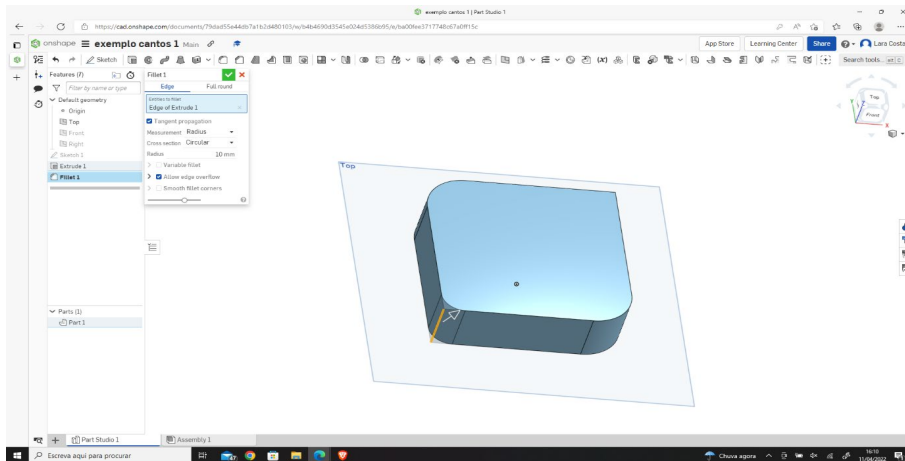 exemplo cantos 1 | Part Studio 1
https://cad.onshape.com/documents/79dad55e44db7a1b2d480103/w/b4b4690d3545e024d5386b95/e/ba00fee3717748c67a0ff15c
onshape exemplo cantos 1 Main
App Store Learning Center Share Lara Costa
Sketch
Search tools...
Features (7)
Filter by name or type
Default geometry
Origin
Top
Front
Right
Sketch 1
Extrude 1
Fillet 1
Parts (1)
Part 1
Fillet 1
Edge Full round
Entities to fillet
Edge of Extrude 1
Tangent propagation
Measurement Radius
Cross section Circular
Radius 10 mm
Variable fillet
Allow edge overflow
Smooth fillet corners
Top
Top
Front
X
Z
Part Studio 1 Assembly 1
Escreva aqui para procurar
Chuva agora
16:10
11/04/2022